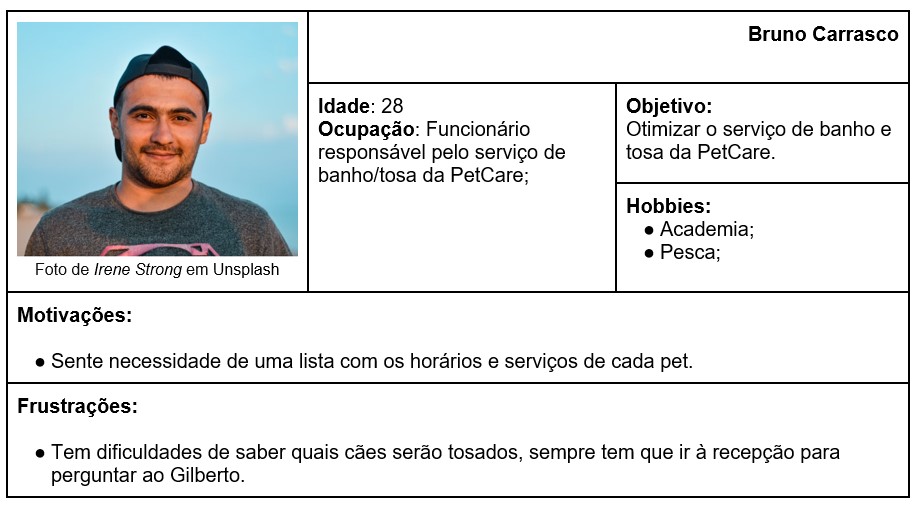 Bruno Carrasco
Foto de Irene Strong em Unsplash
Idade: 28
Ocupação: Funcionário
responsável pelo serviço de
banho/tosa da PetCare;
Objetivo:
Otimizar o serviço de banho e
tosa da PetCare.
Hobbies:
● Academia;
● Pesca;
Motivações:
● Sente necessidade de uma lista com os horários e serviços de cada pet.
Frustrações:
● Tem dificuldades de saber quais cães serão tosados, sempre tem que ir à recepção para
perguntar ao Gilberto.